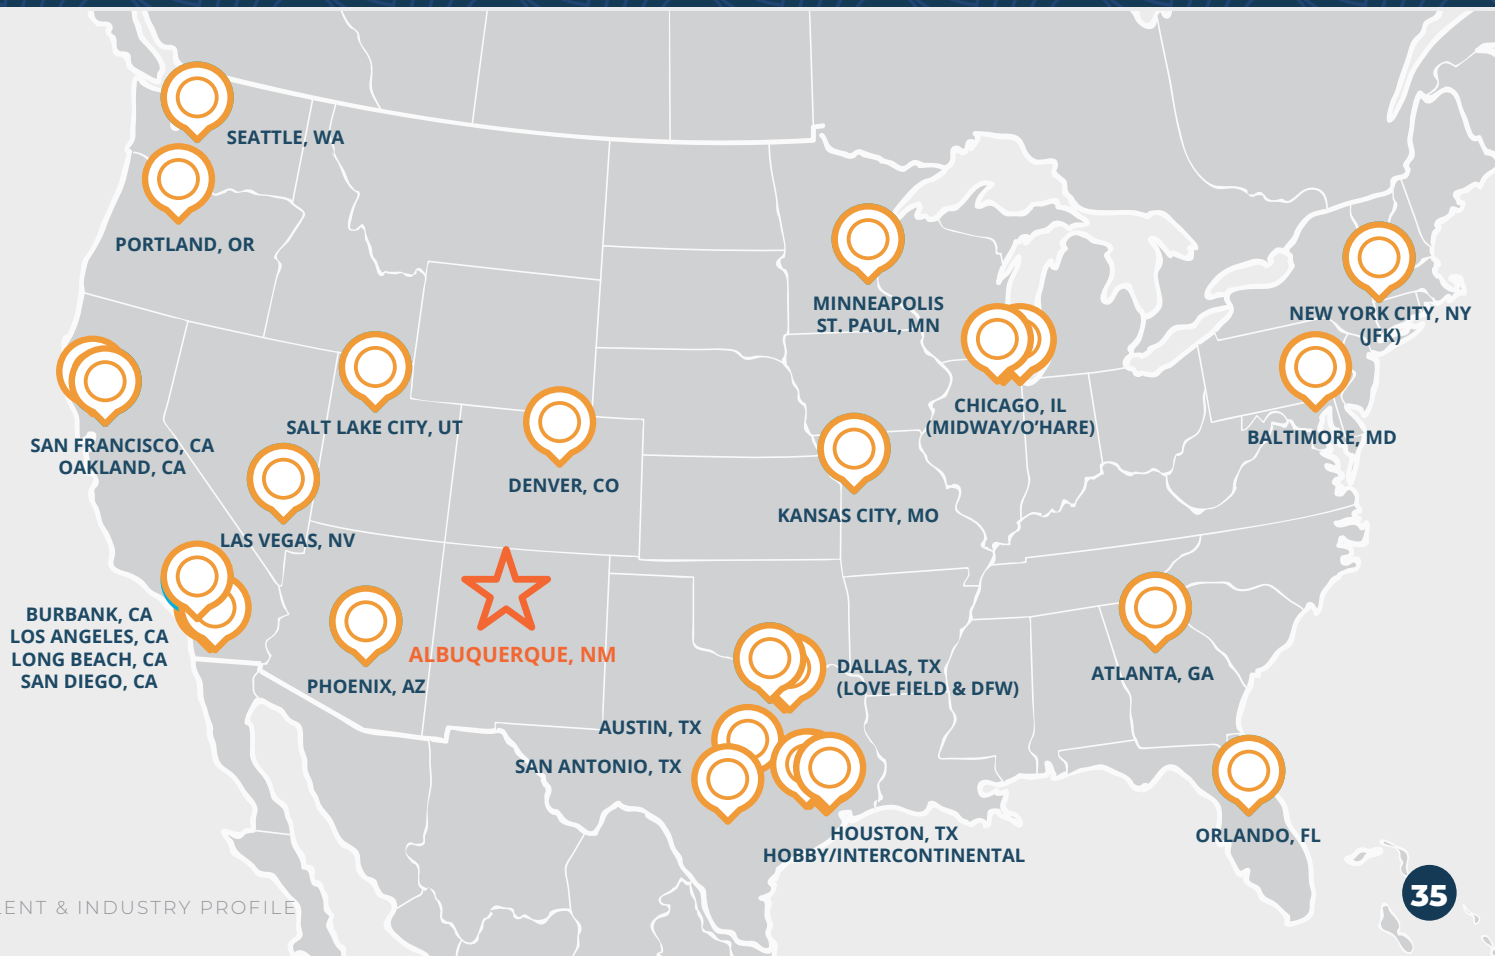 SEATTLE, WA
PORTLAND, OR
MINNEAPOLIS
ST. PAUL, MN
NEW YORK CITY, NY
(JFK)
SALT LAKE CITY, UT
CHICAGO, IL
(MIDWAY/O'HARE)
BALTIMORE, MD
SAN FRANCISCO, CA
OAKLAND, CA
DENVER, CO
KANSAS CITY, MO
LAS VEGAS, NV
BURBANK, CA
LOS ANGELES, CA
LONG BEACH, CA
SAN DIEGO, CA
ALBUQUERQUE, NM
PHOENIX, AZ
DALLAS, TX
(LOVE FIELD & DFW)
ATLANTA, GA
AUSTIN, TX
SAN ANTONIO, TX
HOUSTON, TX
HOBBY/INTERCONTINENTAL
ORLANDO, FL
& INDUSTRY PROFILE
35